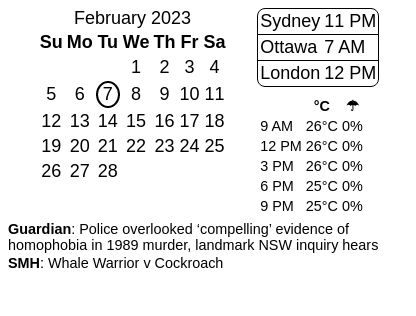 February 2023
Su Mo Tu We Th Fr Sa
1 2 3 4
5 6 7 8 9 10 11
12 13 14 15 16 17 18
19 20 21 22 23 24 25
26 27 28
Sydney 11 PM
Ottawa 7 AM
London 12 PM
°C ☂
9 AM 26°C 0%
12 PM 26°C 0%
3 PM 26°C 0%
6 PM 25°C 0%
9 PM 25°C 0%
Guardian: Police overlooked ‘compelling’ evidence of
homophobia in 1989 murder, landmark NSW inquiry hears
SMH: Whale Warrior v Cockroach